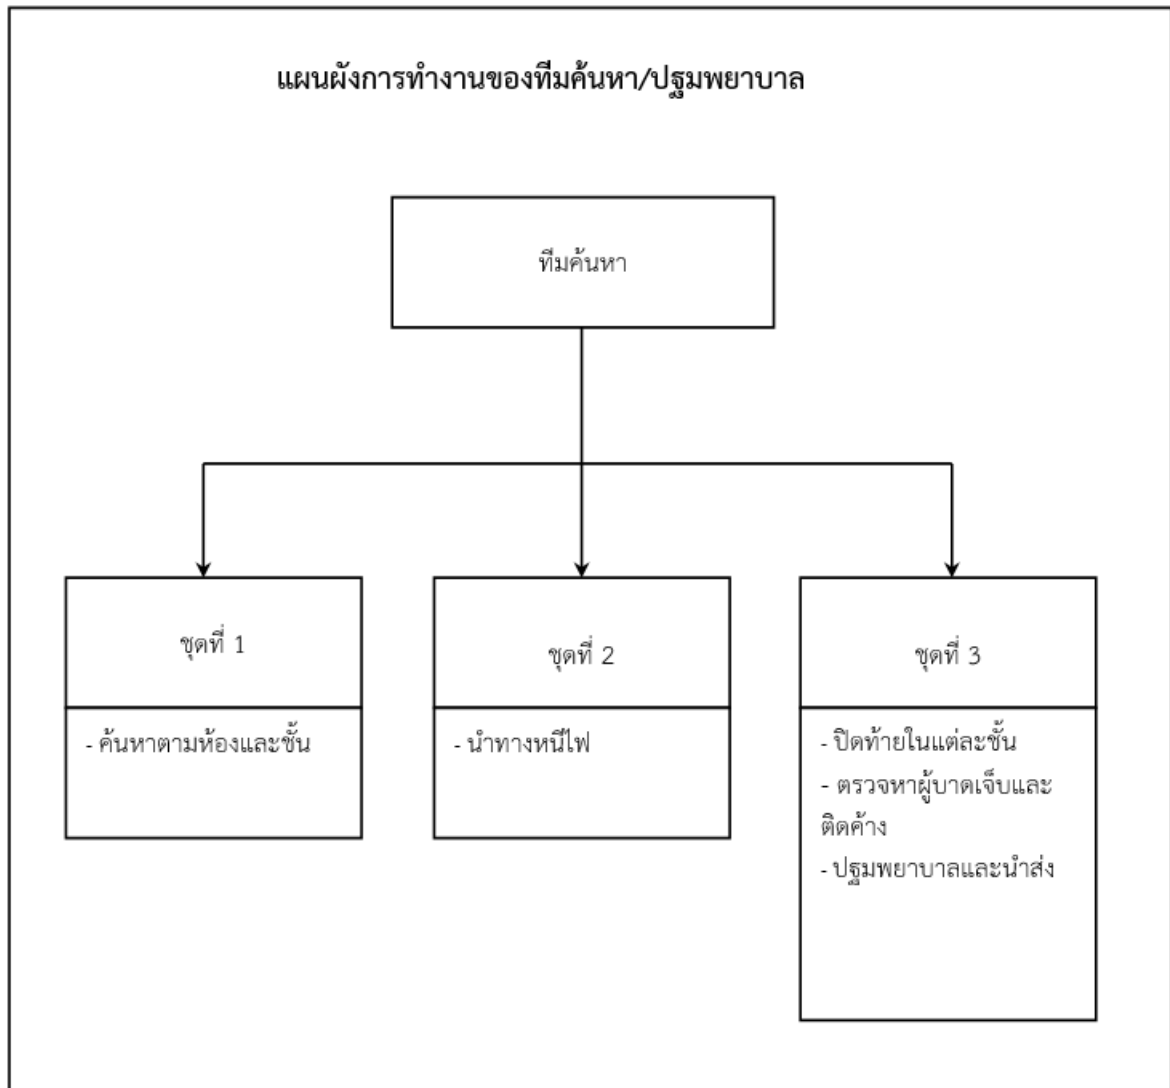 แผนผังการทำงานของทีมค้นหา/ปฐมพยาบาล
ทีมค้นหา
ชุดที่ 1
- ค้นหาตามห้องและชั้น
ชุดที่ 2
- นำทางหนีไฟ
ชุดที่ 3
- ปิดท้ายในแต่ละชั้น
- ตรวจหาผู้บาดเจ็บและ
ติดค้าง
- ปฐมพยาบาลและนำส่ง